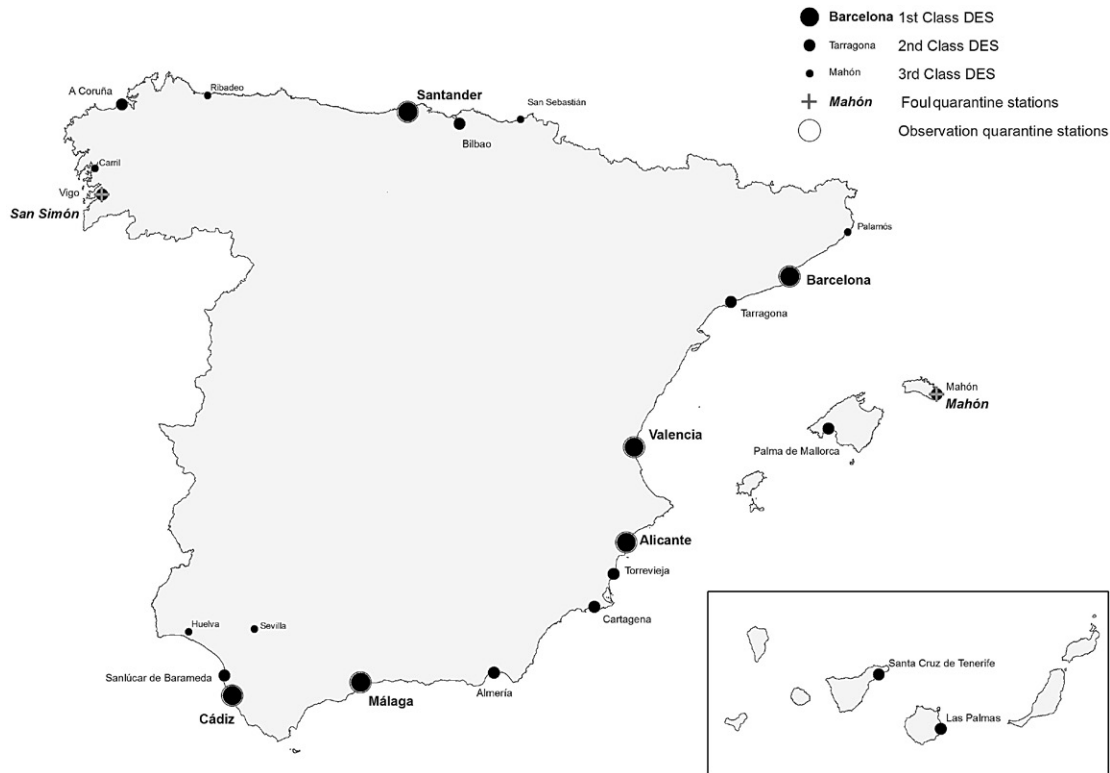 Barcelona 1st Class DES
Tarragona 2nd Class DES
Mahón 3rd Class DES
Mahón Foul quarantine stations
Observation quarantine stations
A Coruña
Ribadeo
Santander
San Sebastián
Bilbao
Carril
Vigo
San Simón
Palamós
Barcelona
Tarragona
Mahón
Mahón
Valencia
Palma de Mallorca
Alicante
Torrevieja
Cartagena
Huelva
Sevilla
Sanlúcar de Barameda
Cádiz
Málaga
Almería
Santa Cruz de Tenerife
Las Palmas